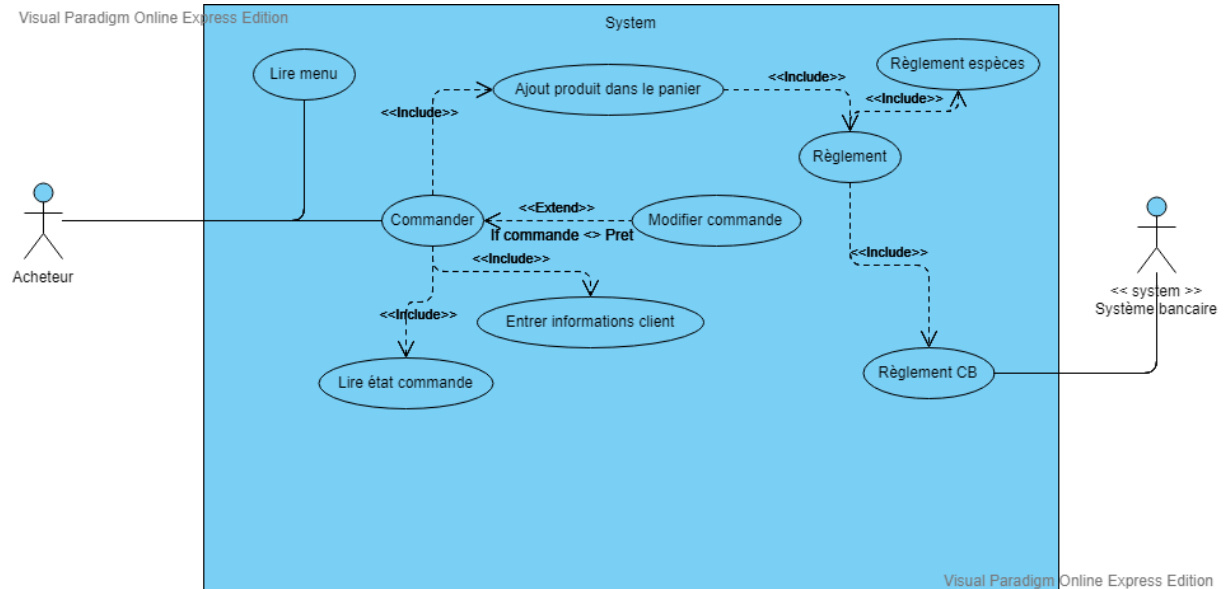 Visual Paradigm Online Express Edition
System
Lire menu
Règlement espèces
Ajout produit dans le panier
<<Include>>
<<Include>>
<<Include>>
Règlement
Acheteur
Commander
<<Extend>>
If commande <> Pret
Modifier commande
<<Include>>
<<Include>>
<< system >>
Système bancaire
<<Include>>
Entrer informations client
Lire état commande
Règlement CB
Visual Paradigm Online Express Edition